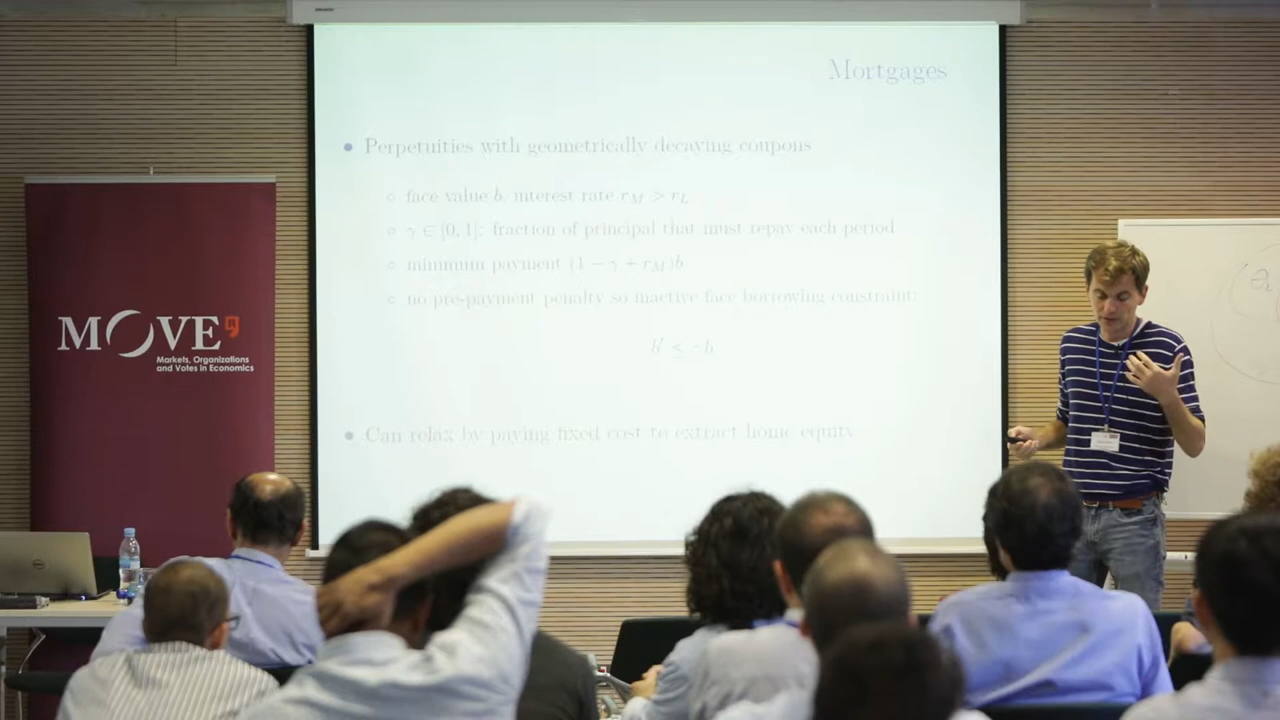 Mortgages
• Perpetuities with geometrically decaying coupons
◦ face value b, interest rate r_M > r_L
◦ γ ∈ [0, 1]: fraction of principal that must repay each period
◦ minimum payment (1 − γ + r_M)b
◦ no pre-payment penalty so inactive face borrowing constraint:
• Can relax by paying fixed cost to extract home equity
MOVE
Markets, Organizations
and Votes in Economics
DELL